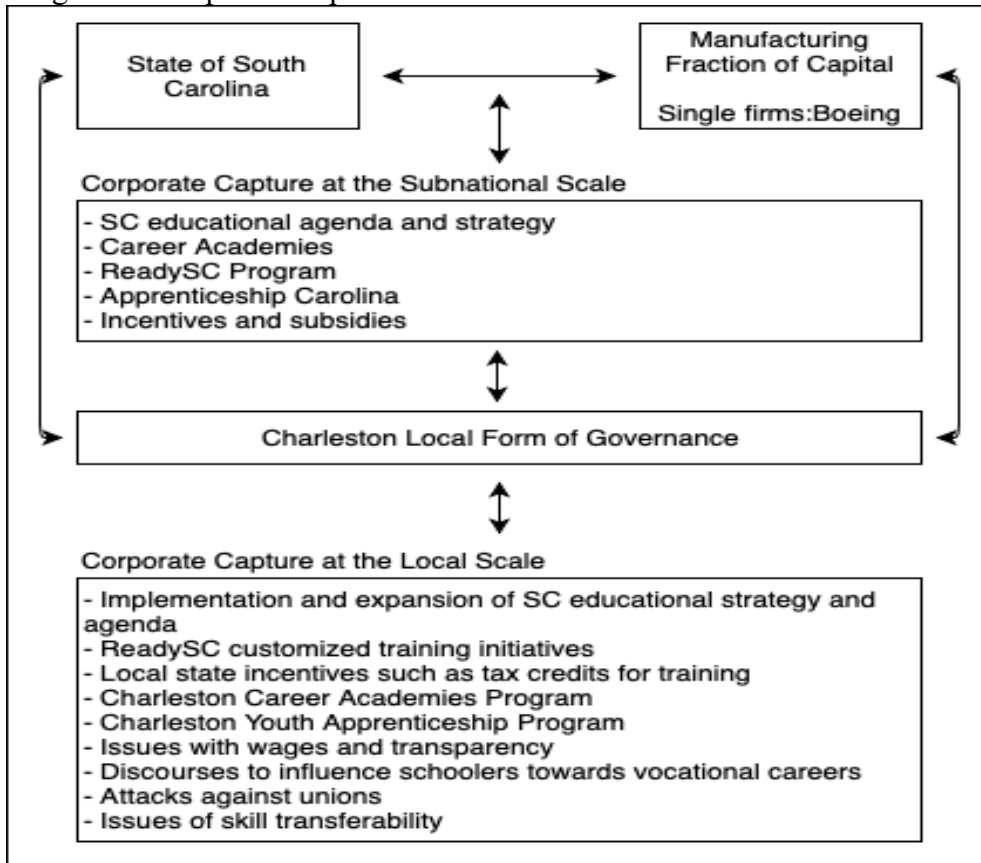 State of South
Carolina
Manufacturing
Fraction of Capital
Single firms:Boeing
Corporate Capture at the Subnational Scale
- SC educational agenda and strategy
- Career Academies
- ReadySC Program
- Apprenticeship Carolina
- Incentives and subsidies
Charleston Local Form of Governance
Corporate Capture at the Local Scale
- Implementation and expansion of SC educational strategy and
agenda
- ReadySC customized training initiatives
- Local state incentives such as tax credits for training
- Charleston Career Academies Program
- Charleston Youth Apprenticeship Program
- Issues with wages and transparency
- Discourses to influence schoolers towards vocational careers
- Attacks against unions
- Issues of skill transferability